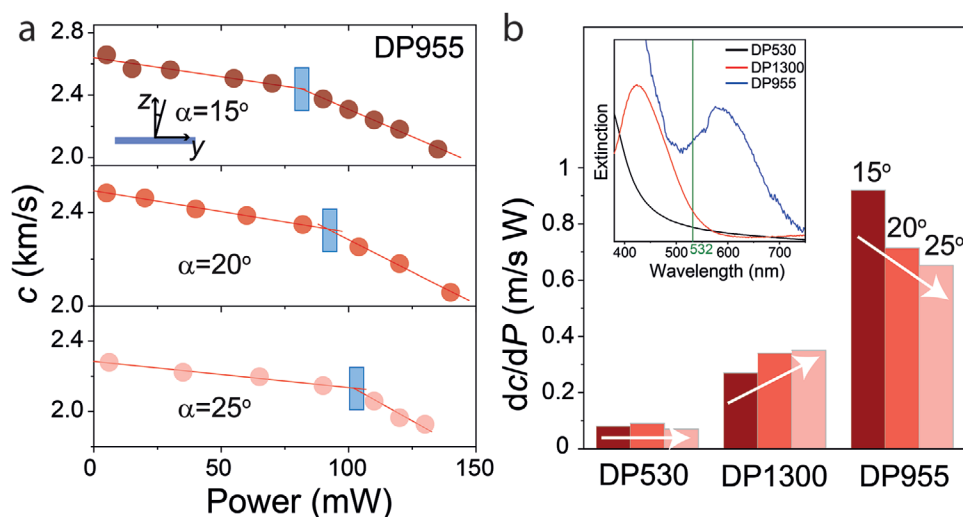 a
DP955
2.8
2.4
2.0
z
y
α=15°
2.4
2.0
α=20°
2.4
2.0
α=25°
c (km/s)
0
50
100
150
Power (mW)
b
DP530
DP1300
DP955
Extinction
400
500
600
700
532
Wavelength (nm)
15°
20°
25°
1
0.8
0.6
0.4
0.2
0
dc/dP (m/s W)
DP530
DP1300
DP955